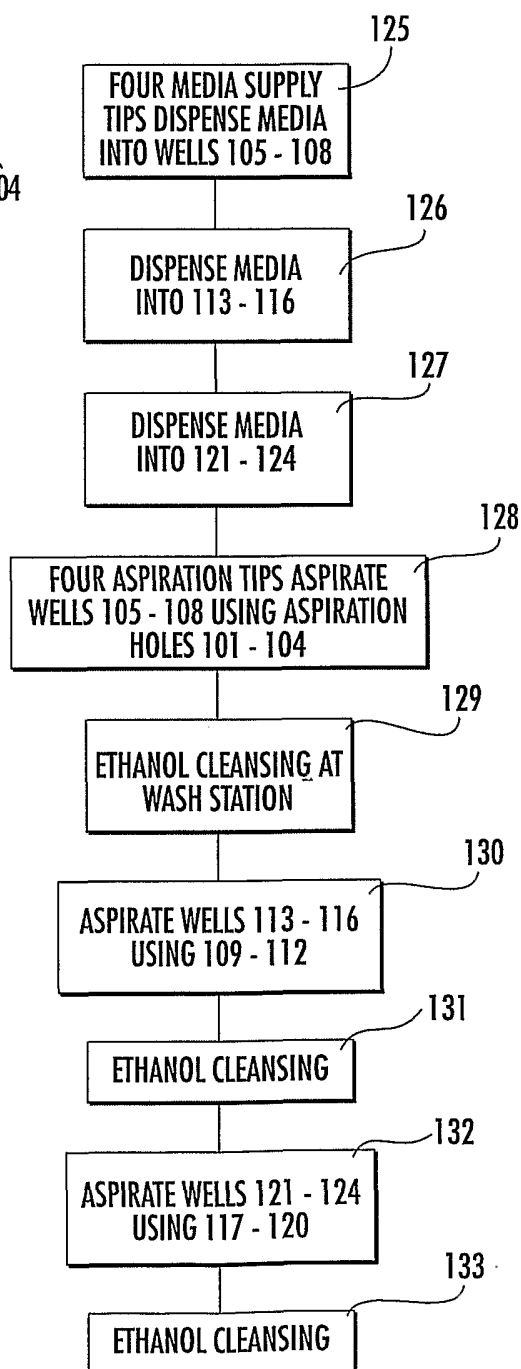 125
FOUR MEDIA SUPPLY
TIPS DISPENSE MEDIA
INTO WELLS 105 - 108
04
126
DISPENSE MEDIA
INTO 113 - 116
127
DISPENSE MEDIA
INTO 121 - 124
128
FOUR ASPIRATION TIPS ASPIRATE
WELLS 105 - 108 USING ASPIRATION
HOLES 101 - 104
129
ETHANOL CLEANSING AT
WASH STATION
130
ASPIRATE WELLS 113 - 116
USING 109 - 112
131
ETHANOL CLEANSING
132
ASPIRATE WELLS 121 - 124
USING 117 - 120
133
ETHANOL CLEANSING